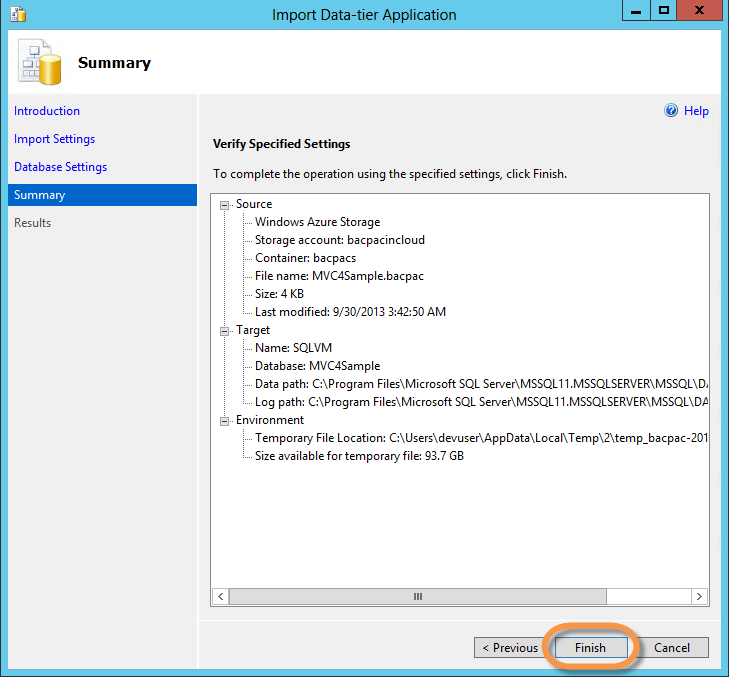 Import Data-tier Application
Summary
Introduction
Import Settings
Database Settings
Summary
Results
Help
Verify Specified Settings
To complete the operation using the specified settings, click Finish.
Source
Windows Azure Storage
Storage account: bacpacincloud
Container: bacpacs
File name: MVC4Sample.bacpac
Size: 4 KB
Last modified: 9/30/2013 3:42:50 AM
Target
Name: SQLVM
Database: MVC4Sample
Data path: C:\Program Files\Microsoft SQL Server\MSSQL11.MSSQLSERVER\MSSQL\DA
Log path: C:\Program Files\Microsoft SQL Server\MSSQL11.MSSQLSERVER\MSSQL\DA
Environment
Temporary File Location: C:\Users\devuser\AppData\Local\Temp\2\temp_bacpac-201
Size available for temporary file: 93.7 GB
< Previous
Finish
Cancel